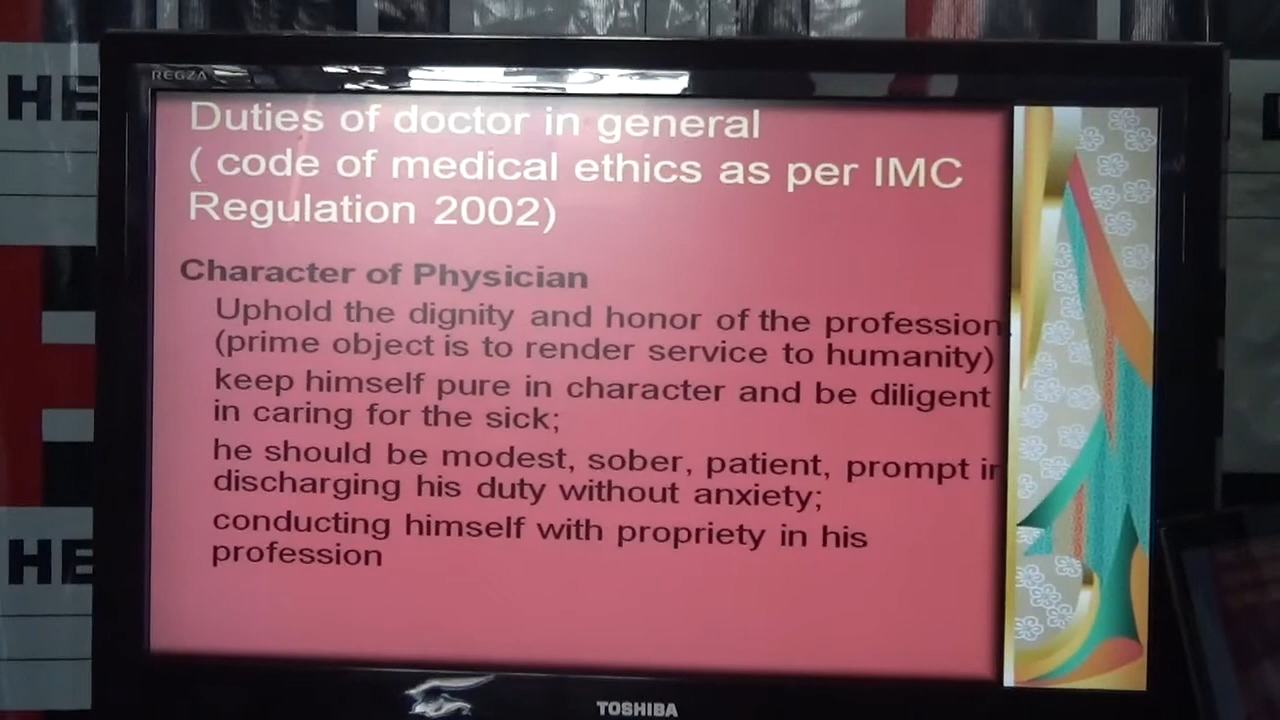 REGZA
HE
Duties of doctor in general
( code of medical ethics as per IMC
Regulation 2002)
Character of Physician
Uphold the dignity and honor of the profession.
(prime object is to render service to humanity)
keep himself pure in character and be diligent
in caring for the sick;
he should be modest, sober, patient, prompt in
discharging his duty without anxiety;
conducting himself with propriety in his
profession
HE
TOSHIBA